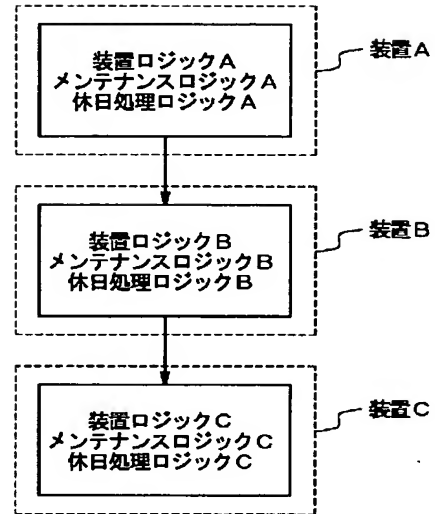 装置ロジックA
メンテナンスロジックA
休日処理ロジックA
装置A
装置ロジックB
メンテナンスロジックB
休日処理ロジックB
装置B
装置ロジックC
メンテナンスロジックC
休日処理ロジックC
装置C